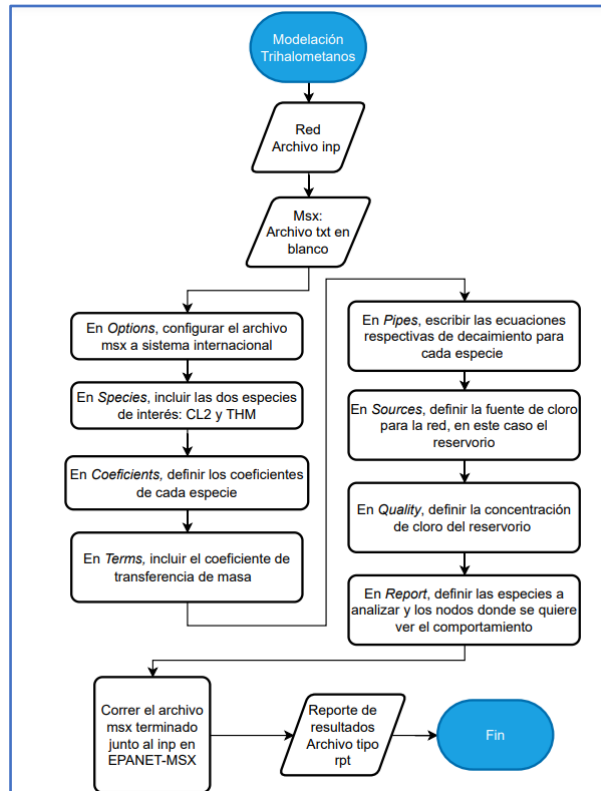 Modelación
Trihalometanos
Red
Archivo inp
Msx:
Archivo txt en
blanco
En Options, configurar el archivo
msx a sistema internacional
En Species, incluir las dos especies
de interés: CL2 y THM
En Coeficients, definir los coeficientes
de cada especie
En Terms, incluir el coeficiente de
transferencia de masa
En Pipes, escribir las ecuaciones
respectivas de decaimiento para
cada especie
En Sources, definir la fuente de cloro
para la red, en este caso el
reservorio
En Quality, definir la concentración
de cloro del reservorio
En Report, definir las especies a
analizar y los nodos donde se quiere
ver el comportamiento
Correr el archivo
msx terminado
junto al inp en
EPANET-MSX
Reporte de
resultados
Archivo tipo
rpt
Fin